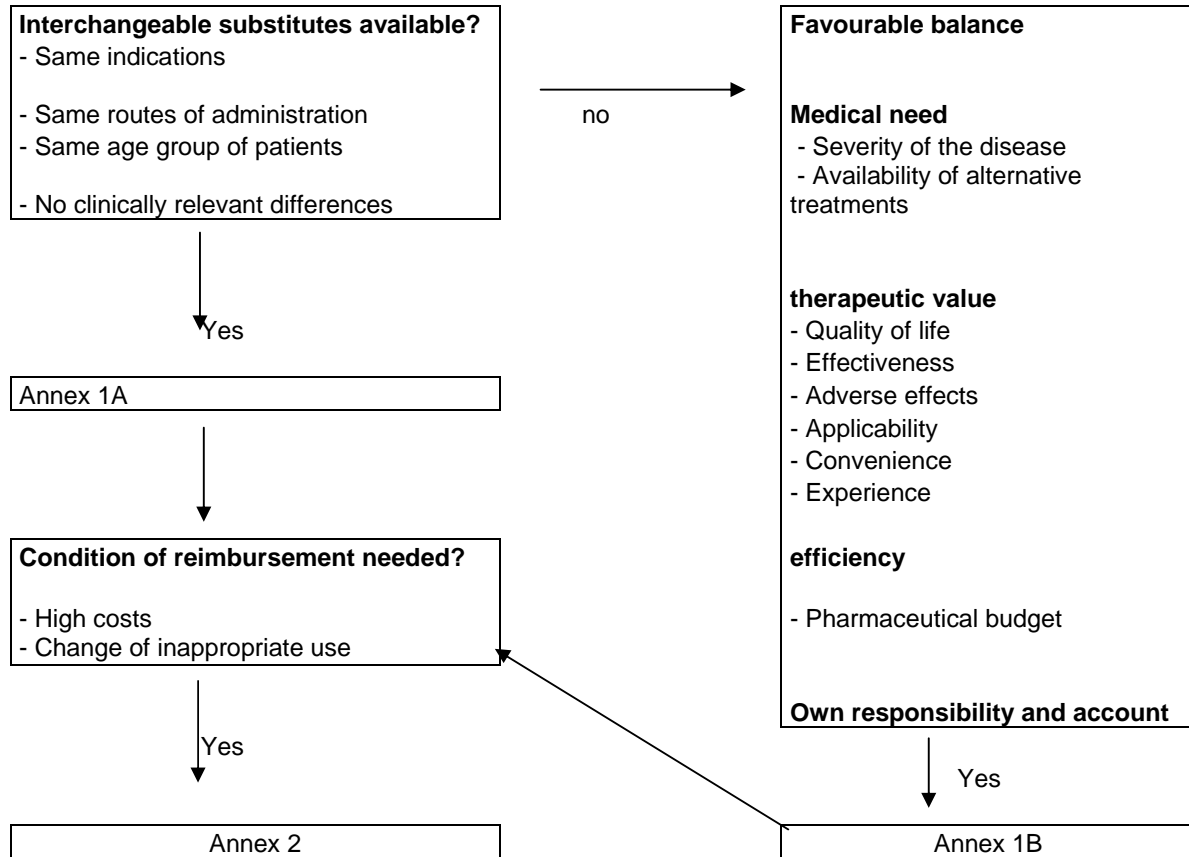 Interchangeable substitutes available?
- Same indications
- Same routes of administration
- Same age group of patients
- No clinically relevant differences
no
Favourable balance
Medical need
- Severity of the disease
- Availability of alternative
treatments
therapeutic value
- Quality of life
- Effectiveness
- Adverse effects
- Applicability
- Convenience
- Experience
efficiency
- Pharmaceutical budget
Own responsibility and account
Yes
Annex 1A
Condition of reimbursement needed?
- High costs
- Change of inappropriate use
Yes
Yes
Annex 2
Annex 1B